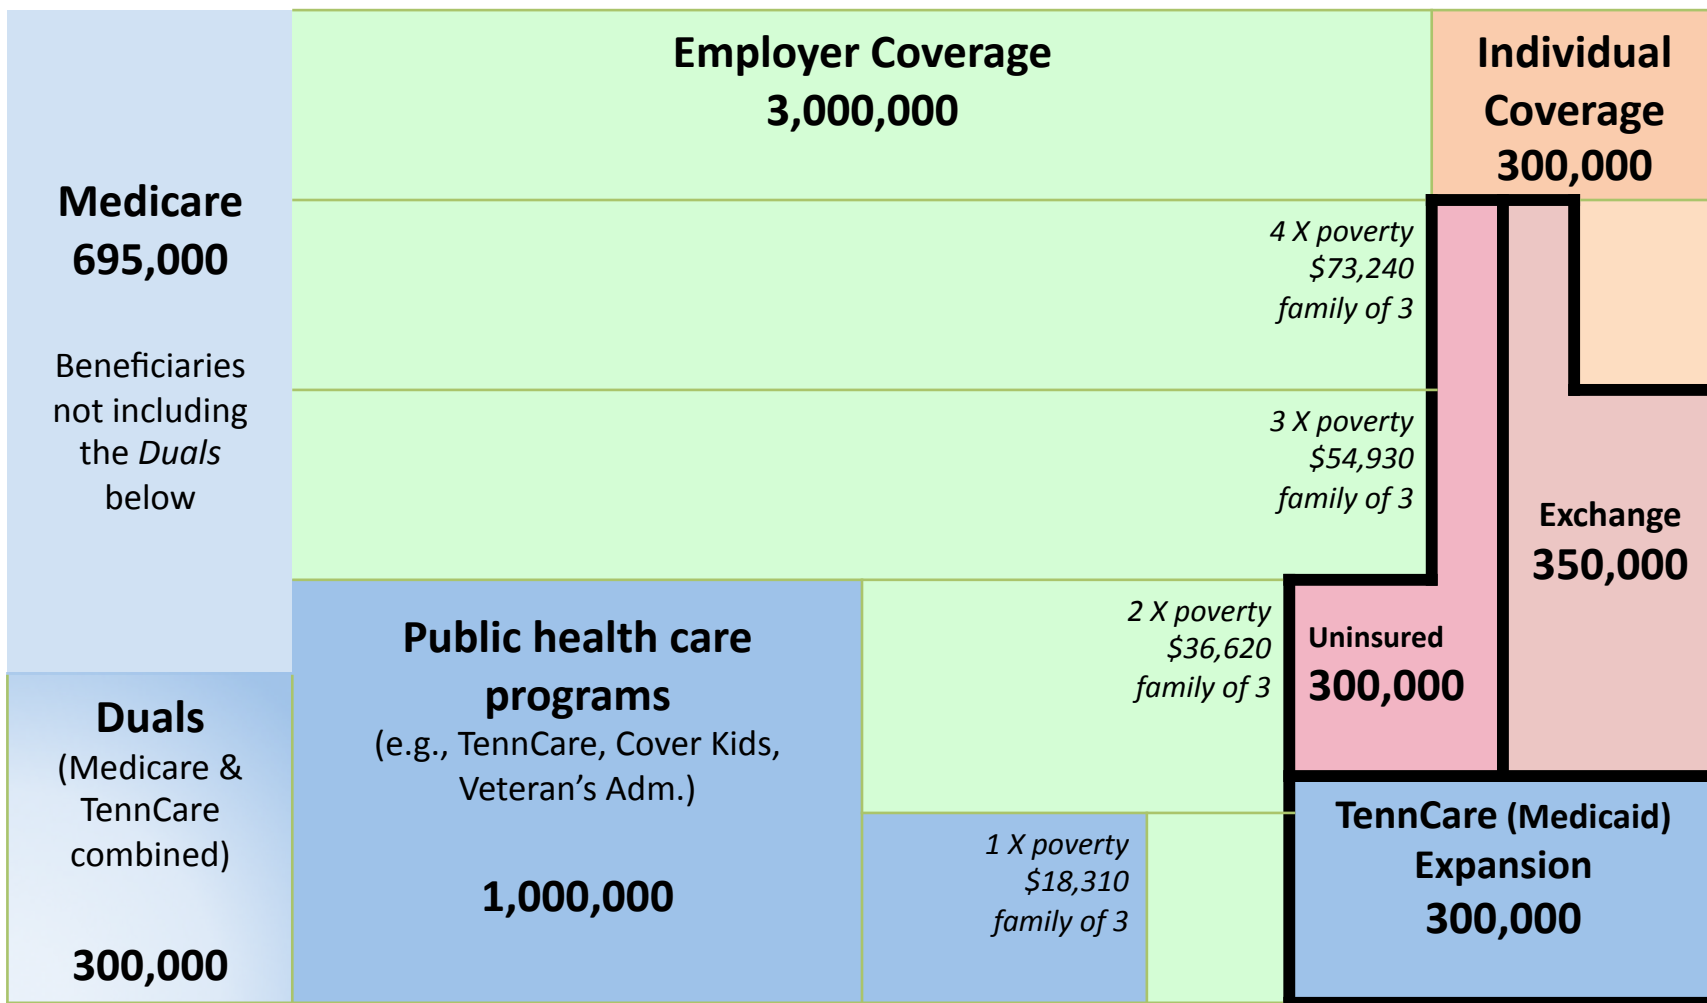 Employer Coverage
3,000,000
Individual
Coverage
300,000
Medicare
695,000
Beneficiaries
not including
the Duals
below
4 X poverty
$73,240
family of 3
3 X poverty
$54,930
family of 3
Exchange
350,000
2 X poverty
$36,620
family of 3
Uninsured
300,000
Public health care
programs
(e.g., TennCare, Cover Kids,
Veteran’s Adm.)
1,000,000
Duals
(Medicare &
TennCare
combined)
300,000
1 X poverty
$18,310
family of 3
TennCare (Medicaid)
Expansion
300,000